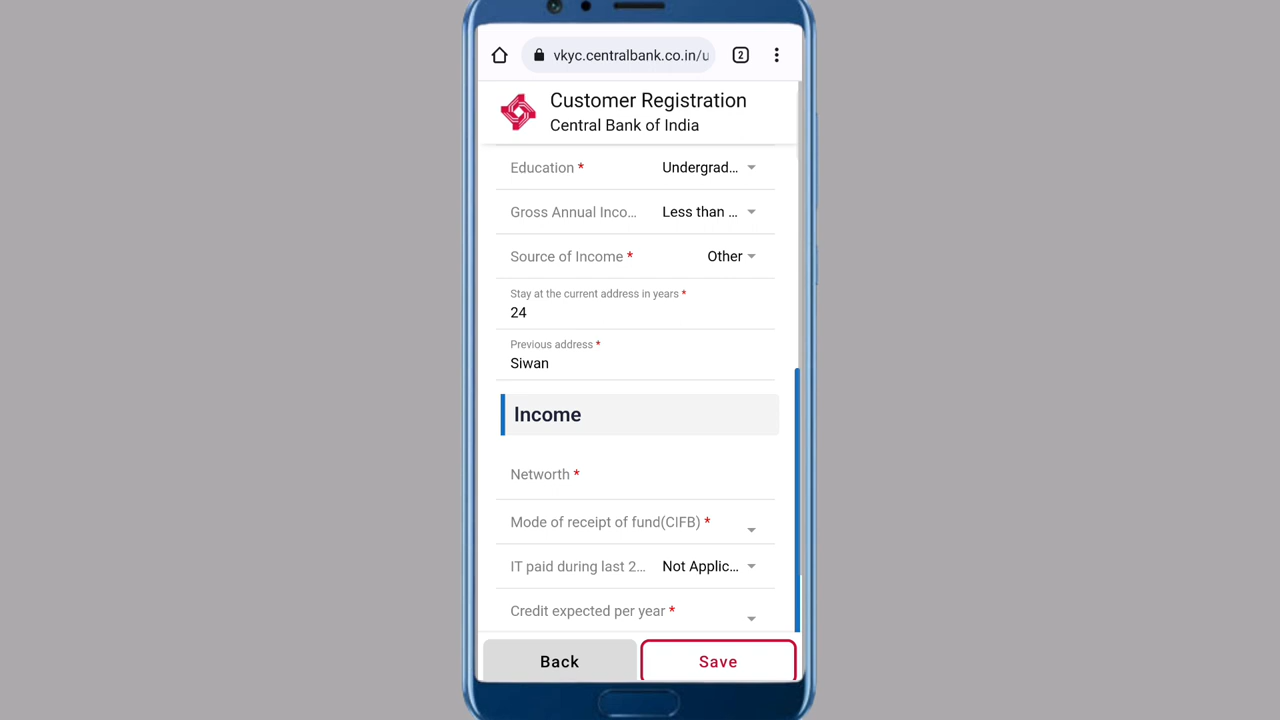 vkyc.centralbank.co.in/u
2
Customer Registration
Central Bank of India
Education * Undergrad...
Gross Annual Inco... Less than ...
Source of Income * Other
Stay at the current address in years *
24
Previous address *
Siwan
Income
Networth *
Mode of receipt of fund(CIFB) *
IT paid during last 2... Not Applic...
Credit expected per year *
Back Save